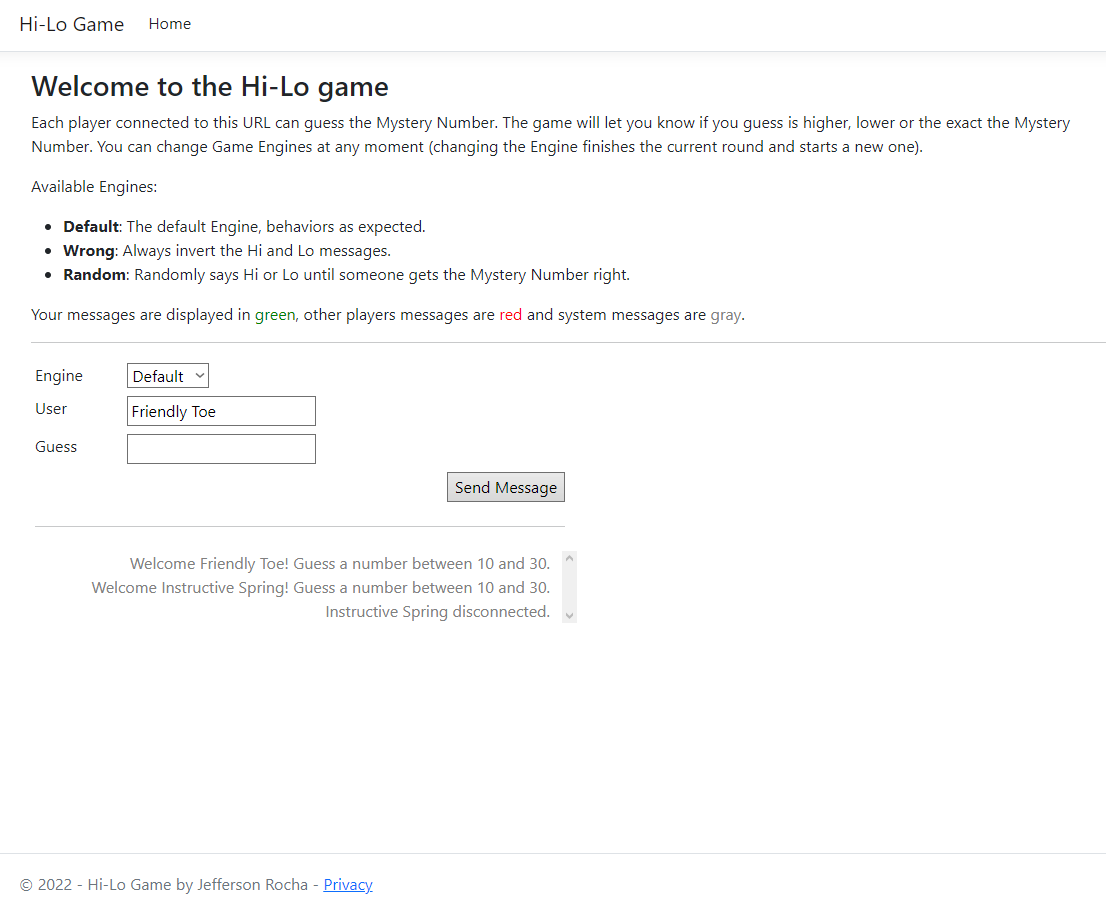 Hi-Lo Game Home
Welcome to the Hi-Lo game
Each player connected to this URL can guess the Mystery Number. The game will let you know if you guess is higher, lower or the exact the Mystery
Number. You can change Game Engines at any moment (changing the Engine finishes the current round and starts a new one).
Available Engines:
• Default: The default Engine, behaviors as expected.
• Wrong: Always invert the Hi and Lo messages.
• Random: Randomly says Hi or Lo until someone gets the Mystery Number right.
Your messages are displayed in green, other players messages are red and system messages are gray.
Engine Default
User Friendly Toe
Guess
Send Message
Welcome Friendly Toe! Guess a number between 10 and 30.
Welcome Instructive Spring! Guess a number between 10 and 30.
Instructive Spring disconnected.
© 2022 - Hi-Lo Game by Jefferson Rocha - Privacy